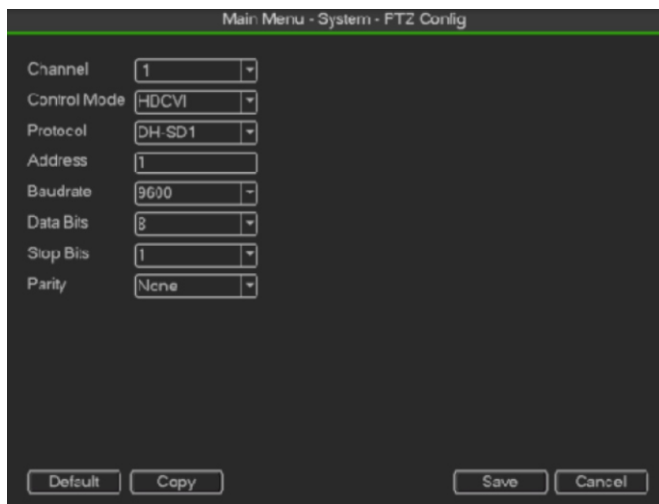 Main Menu - System - PTZ Config
Channel 1
Control Mode HDCVI
Protocol DH-SD1
Address 1
Baudrate 9600
Data Bits 8
Stop Bits 1
Parity None
Default Copy Save Cancel